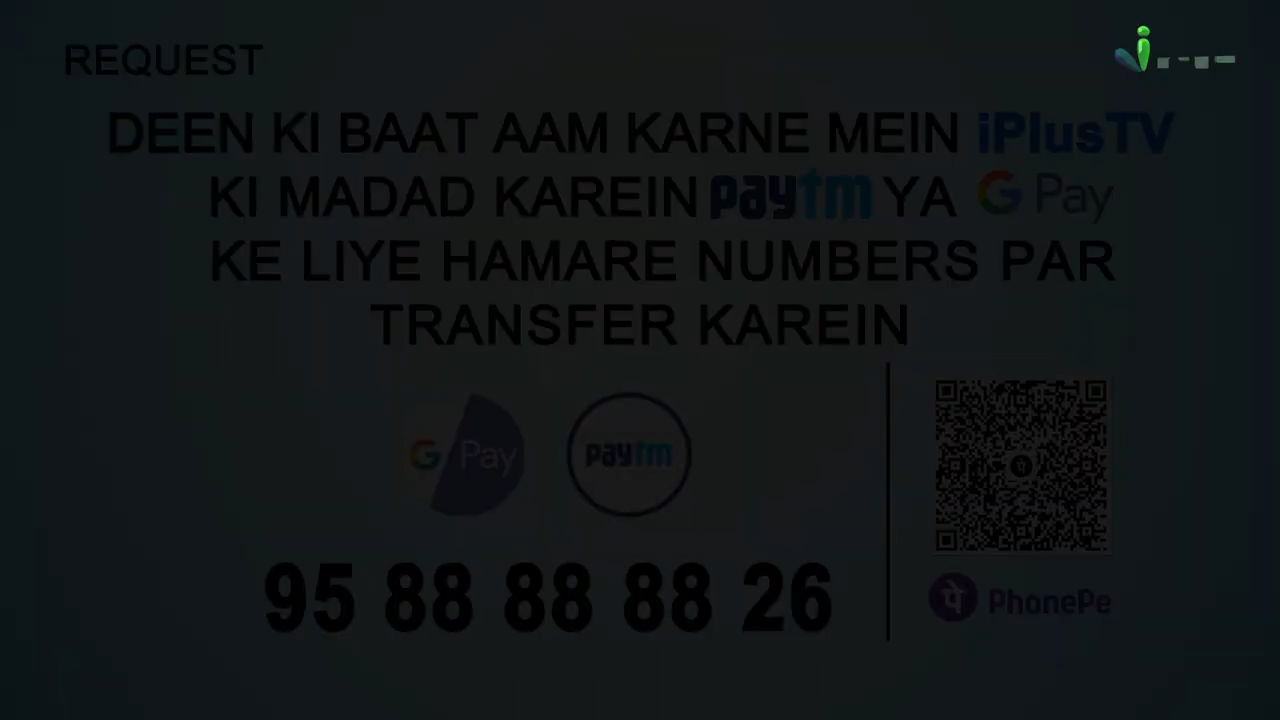 REQUEST
DEEN KI BAAT AAM KARNE MEIN iPlusTV
KI MADAD KAREIN paytm YA G Pay
KE LIYE HAMARE NUMBERS PAR
TRANSFER KAREIN
G Pay
paytm
95 88 88 88 26
पे PhonePe